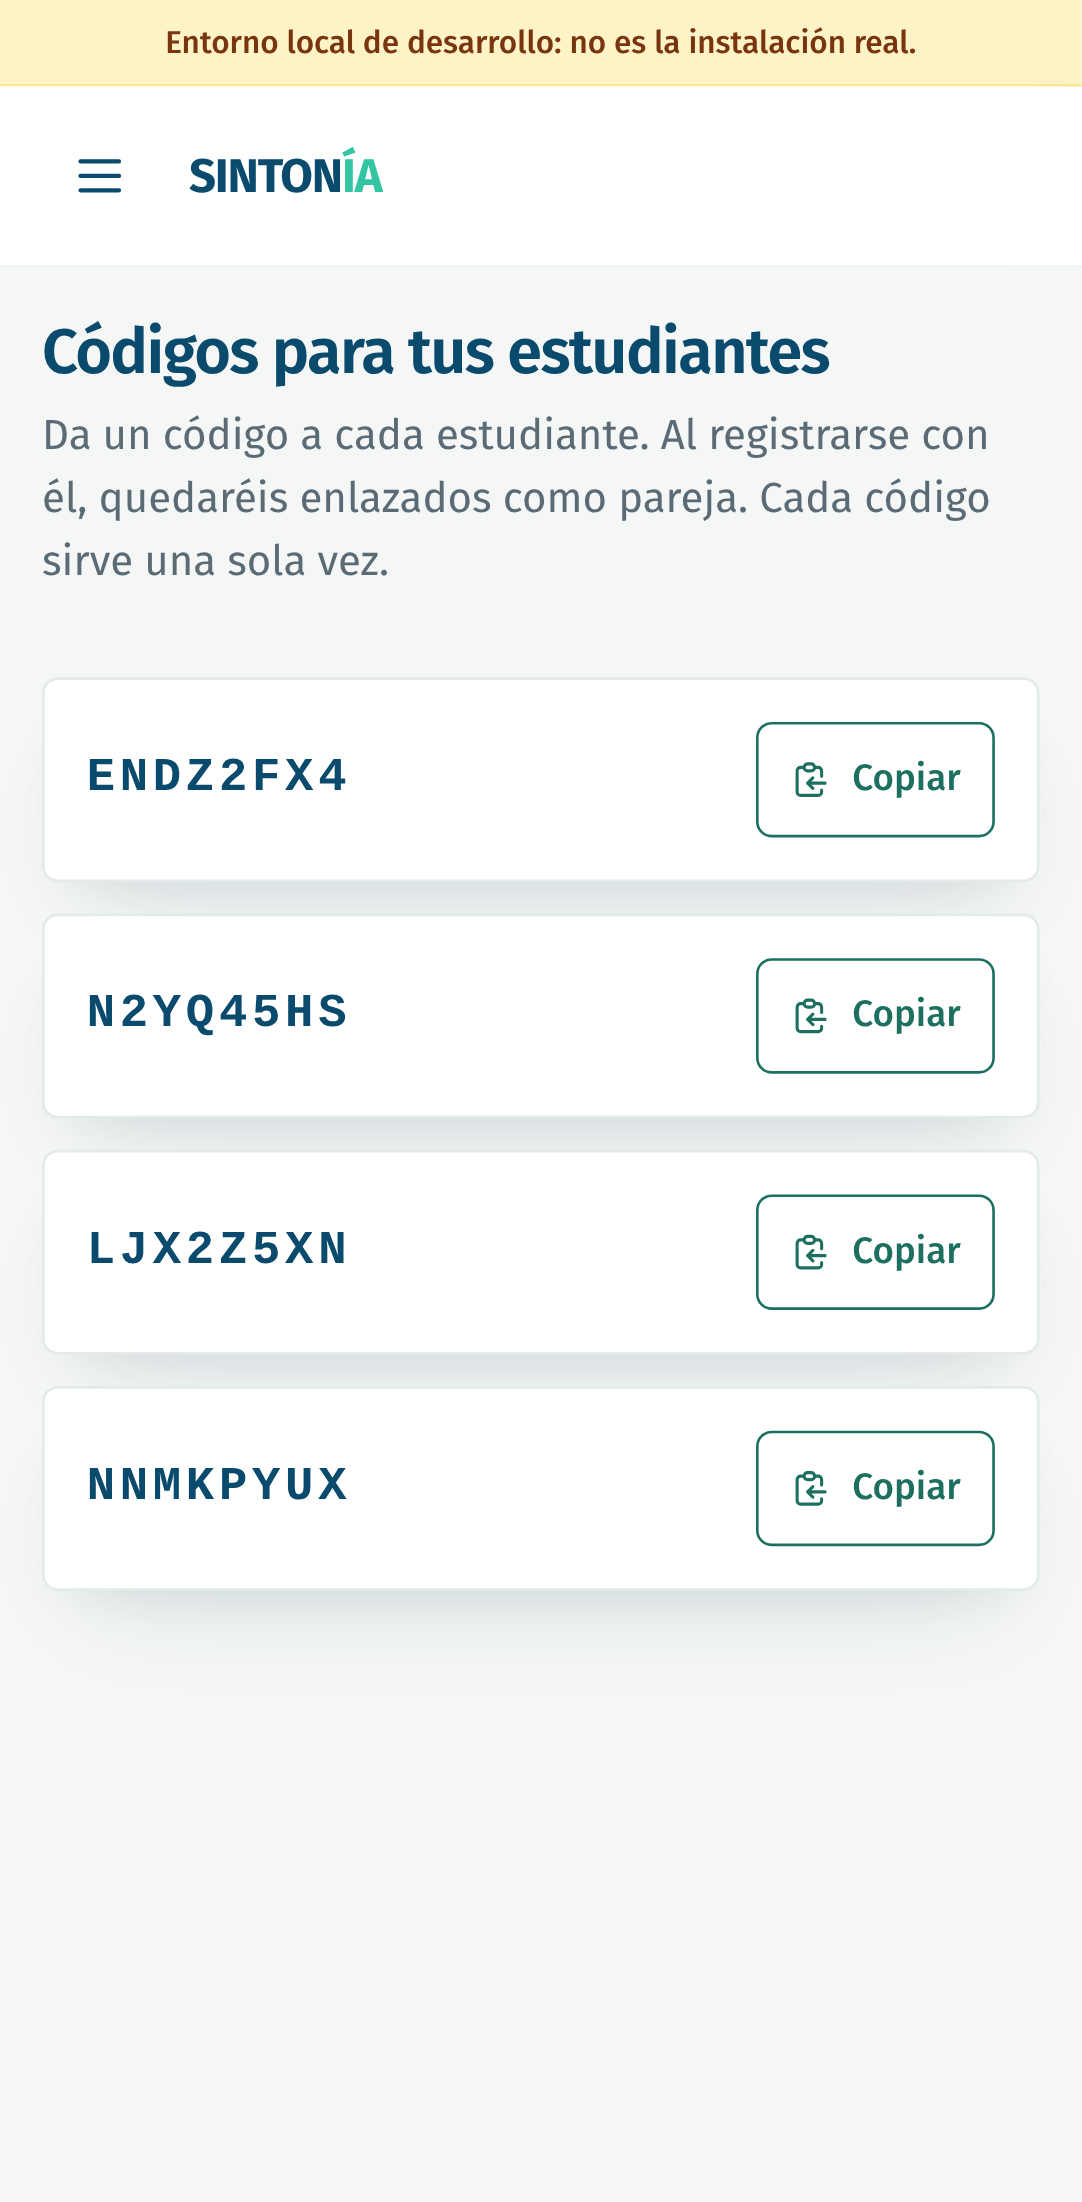 Entorno local de desarrollo: no es la instalación real.
SINTONÍA
Códigos para tus estudiantes
Da un código a cada estudiante. Al registrarse con
él, quedaréis enlazados como pareja. Cada código
sirve una sola vez.
ENDZ2FX4
Copiar
N2YQ45HS
Copiar
LJX2Z5XN
Copiar
NNMKPYUX
Copiar